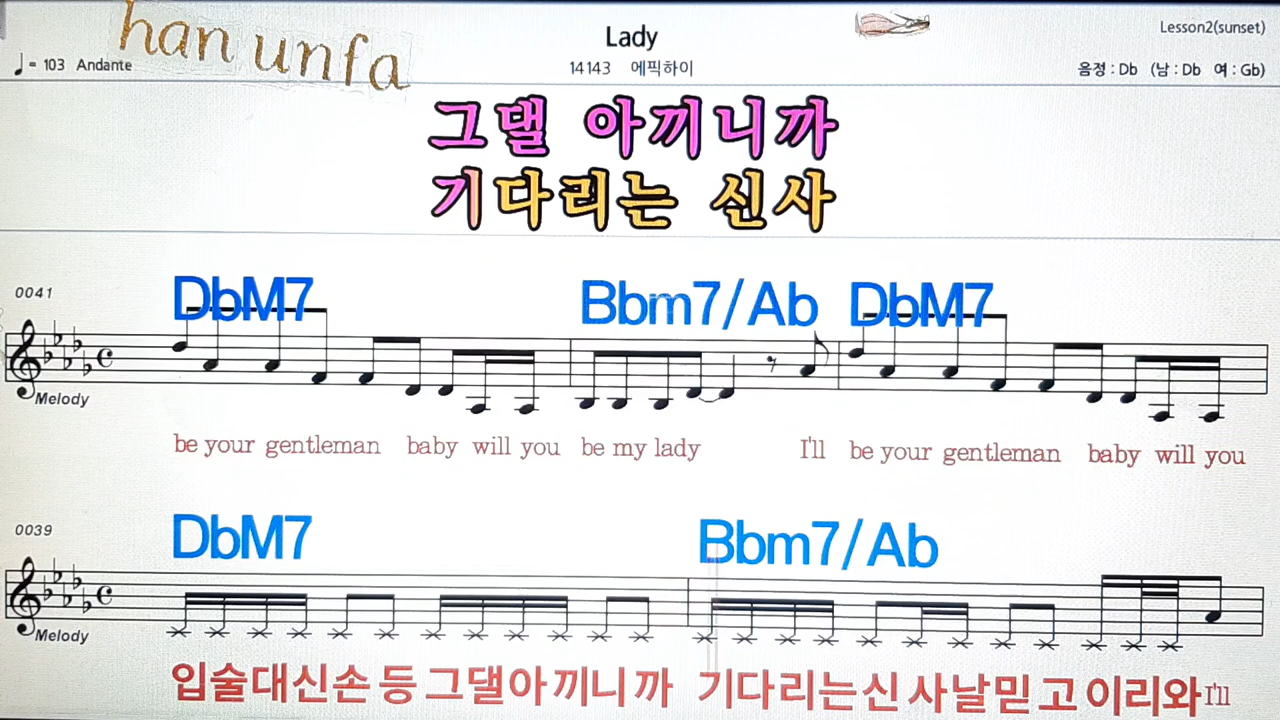 han unfa
Lady
Lesson2(sunset)
♩= 103 Andante
14143 에픽하이
음정 : Db (남 : Db 여 : Gb)
그댈 아끼니까
기다리는 신사
0041
DbM7 Bbm7/Ab DbM7
Melody
be your gentleman baby will you be my lady I'll be your gentleman baby will you
0039
DbM7 Bbm7/Ab
Melody
입술대신손등그댈아끼니까 기다리는신사날믿고이리와I'll